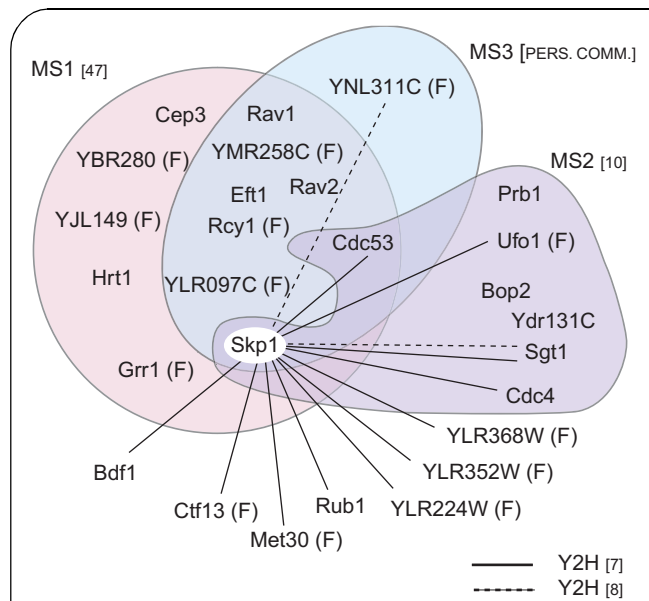 MS3 [PERS. COMM.]
MS1 [47]
YNL311C (F)
Cep3
Rav1
YBR280 (F)
YMR258C (F)
MS2 [10]
Eft1
Rav2
Prb1
YJL149 (F)
Rcy1 (F)
Cdc53
Ufo1 (F)
Hrt1
YLR097C (F)
Bop2
Ydr131C
Skp1
Sgt1
Grr1 (F)
Cdc4
YLR368W (F)
Bdf1
YLR352W (F)
Ctf13 (F)
Rub1
YLR224W (F)
Met30 (F)
Y2H [7]
Y2H [8]